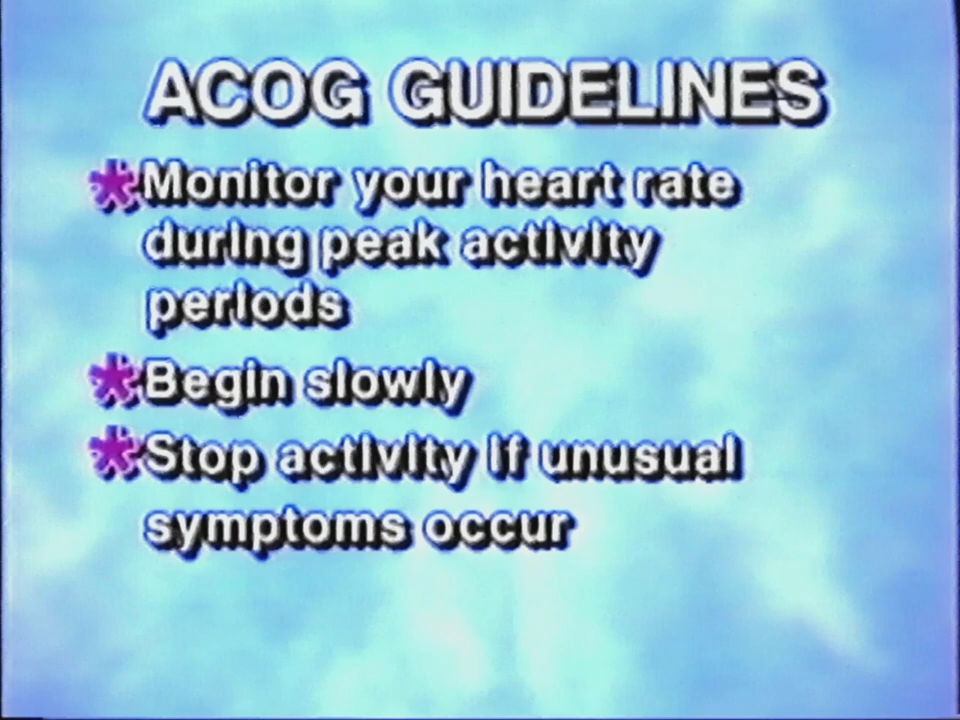 ACOG GUIDELINES
* Monitor your heart rate
during peak activity
periods
* Begin slowly
* Stop activity if unusual
symptoms occur